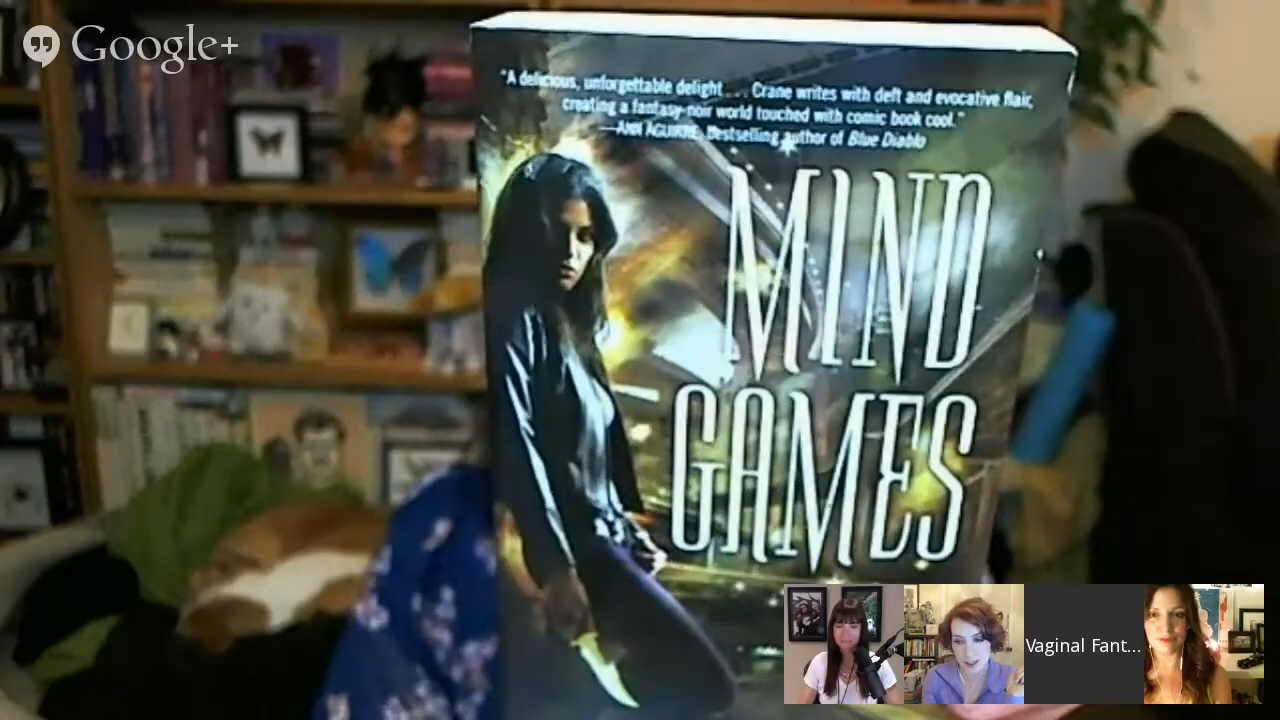 Google+
"A delicious, unforgettable delight . . . Crane writes with deft and evocative flair,
creating a fantasy-noir world touched with comic book cool."
—ANN AGUIRRE, bestselling author of Blue Diablo
MIND
GAMES
Vaginal Fant...